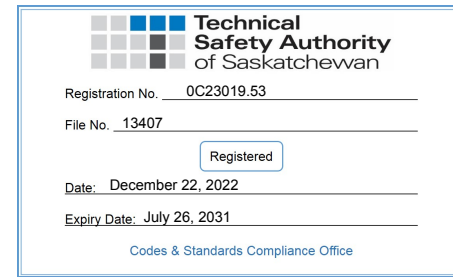 Technical
Safety Authority
of Saskatchewan
Registration No. 0C23019.53
File No. 13407
Registered
Date: December 22, 2022
Expiry Date: July 26, 2031
Codes & Standards Compliance Office